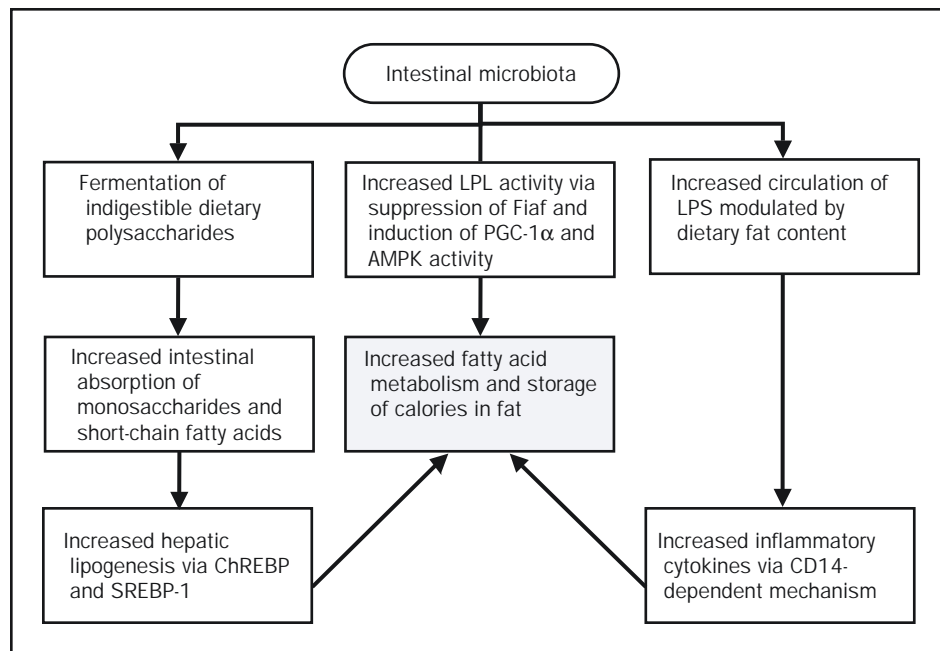 Intestinal microbiota
Fermentation of
indigestible dietary
polysaccharides
Increased LPL activity via
suppression of Fiaf and
induction of PGC-1α and
AMPK activity
Increased circulation of
LPS modulated by
dietary fat content
Increased intestinal
absorption of
monosaccharides and
short-chain fatty acids
Increased fatty acid
metabolism and storage
of calories in fat
Increased hepatic
lipogenesis via ChREBP
and SREBP-1
Increased inflammatory
cytokines via CD14-
dependent mechanism